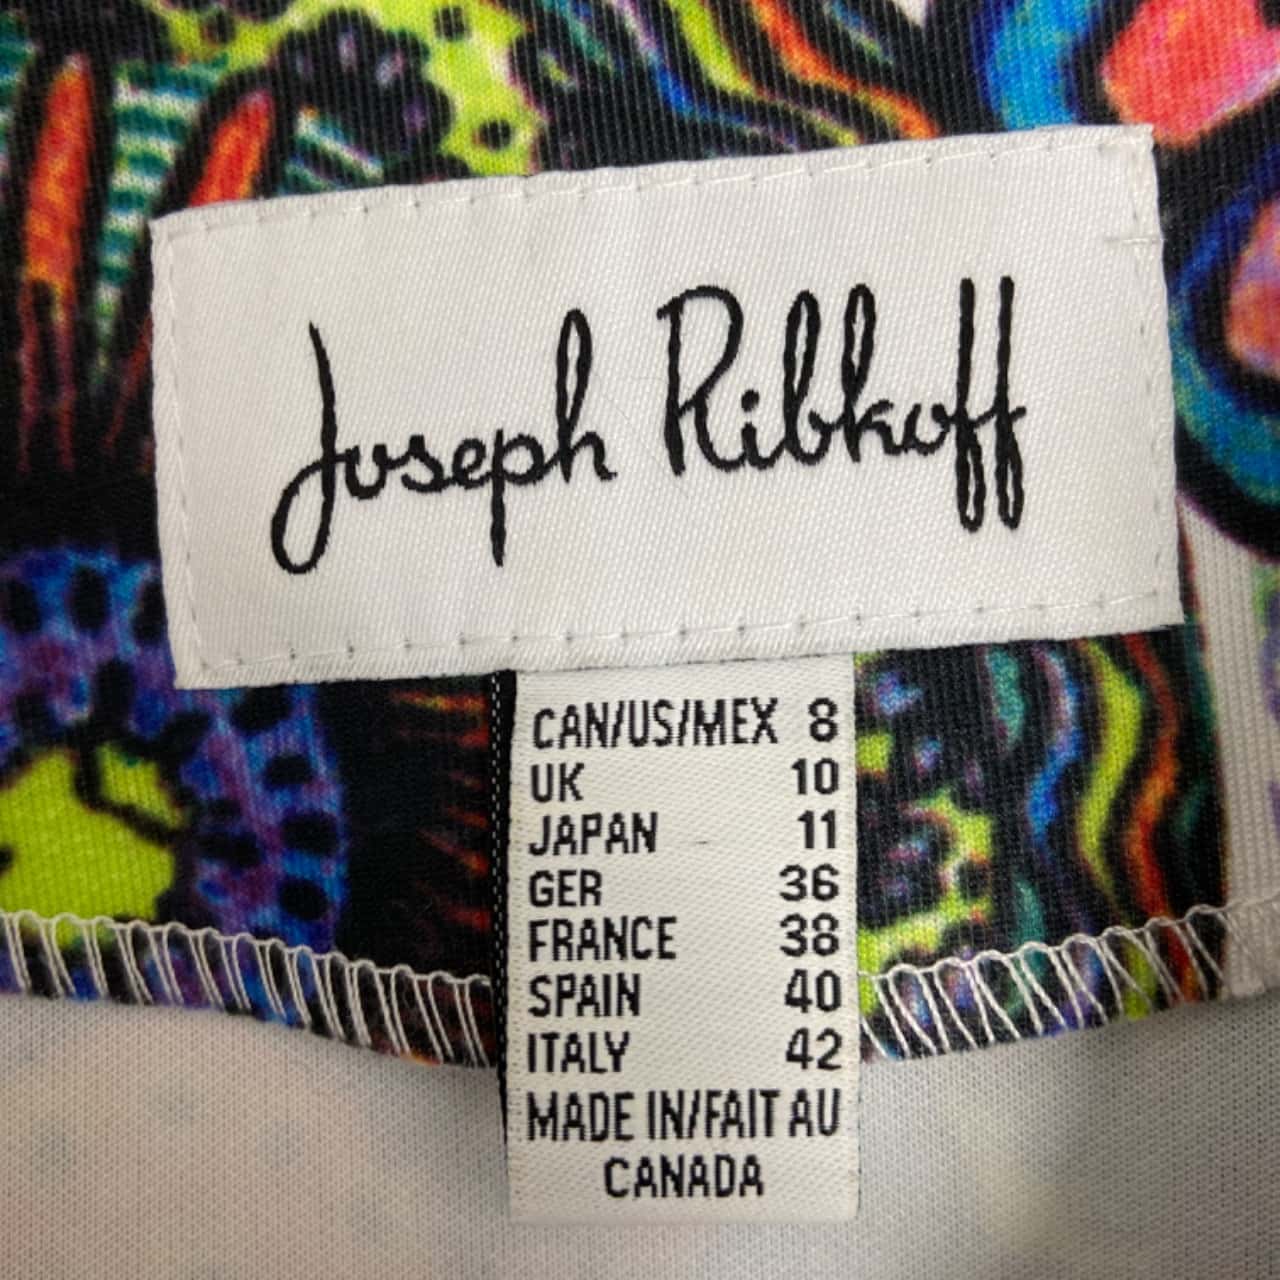 Joseph Ribkoff
CAN/US/MEX 8
UK 10
JAPAN 11
GER 36
FRANCE 38
SPAIN 40
ITALY 42
MADE IN/FAIT AU
CANADA